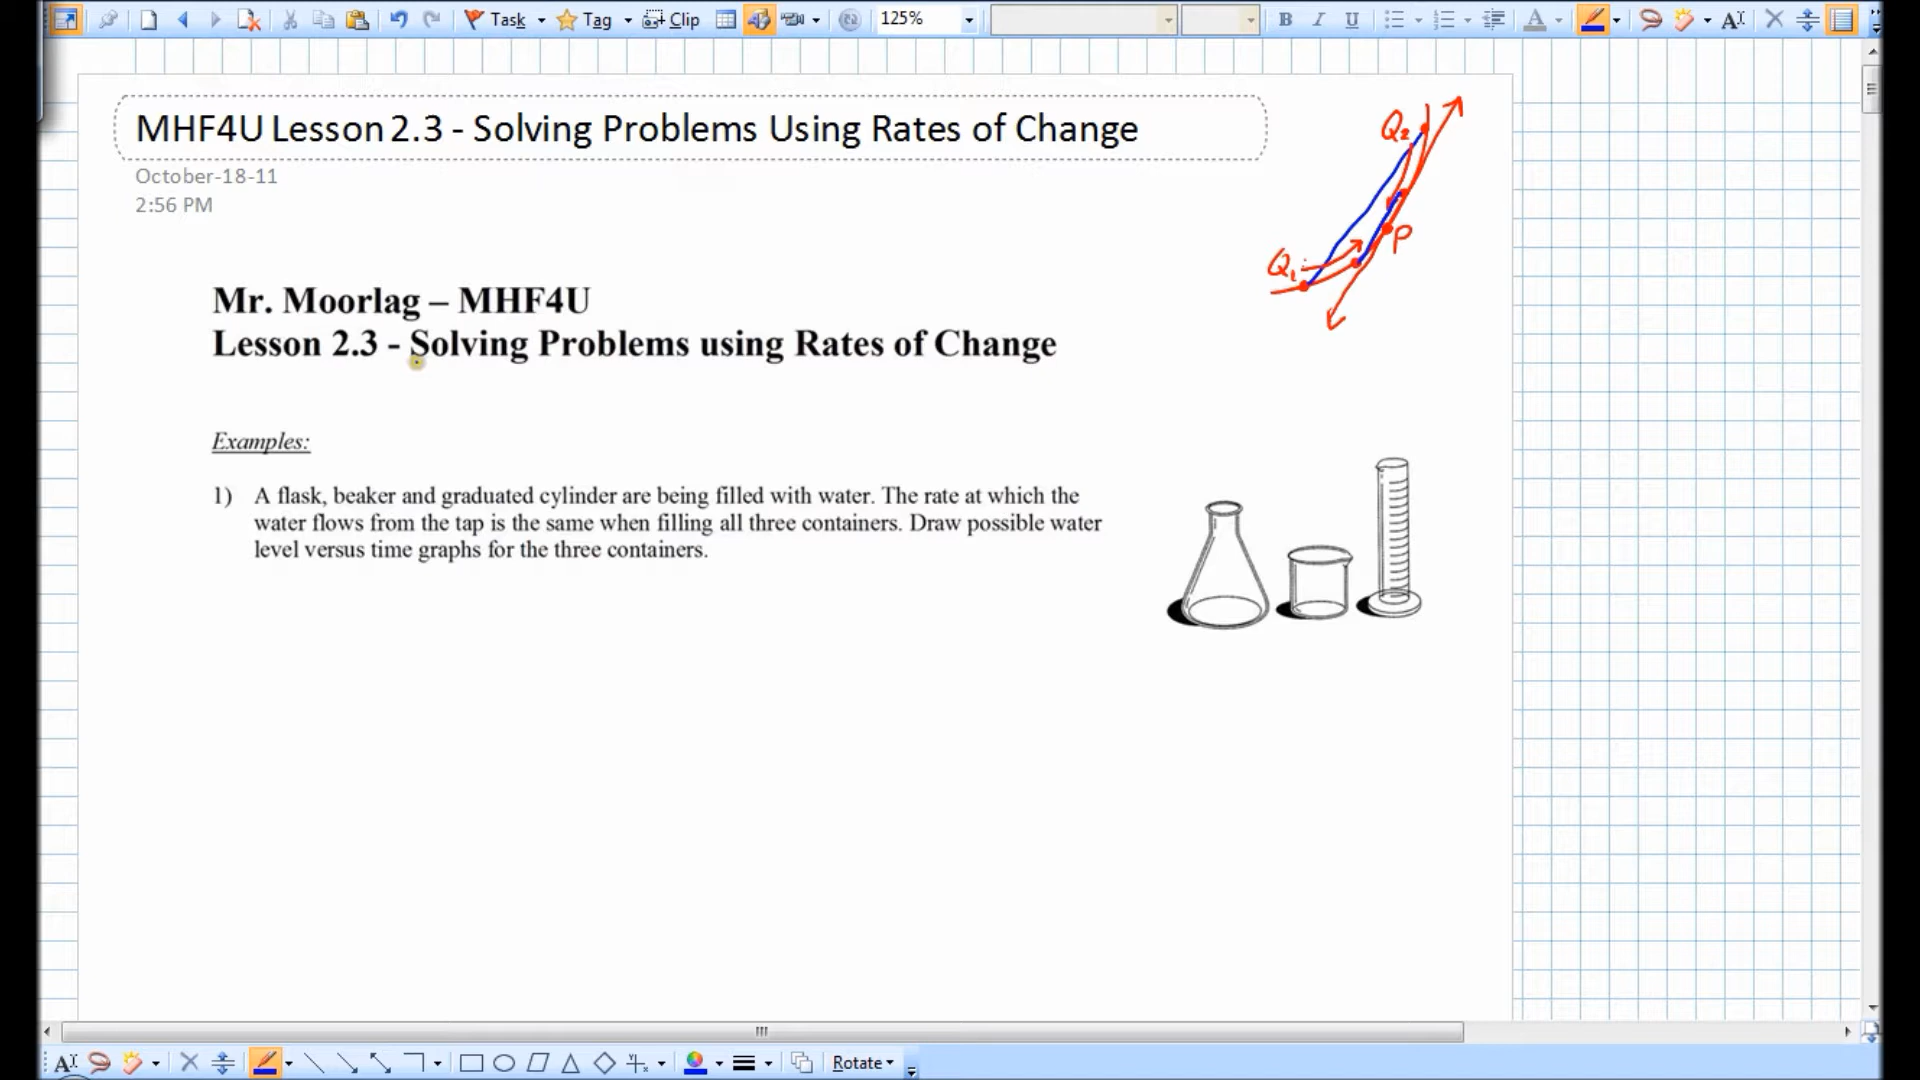 Task Tag Clip 125% B I U A
MHF4U Lesson 2.3 - Solving Problems Using Rates of Change
October-18-11
2:56 PM
Q2
P
Q1
Mr. Moorlag – MHF4U
Lesson 2.3 - Solving Problems using Rates of Change
Examples:
1) A flask, beaker and graduated cylinder are being filled with water. The rate at which the
water flows from the tap is the same when filling all three containers. Draw possible water
level versus time graphs for the three containers.
Rotate